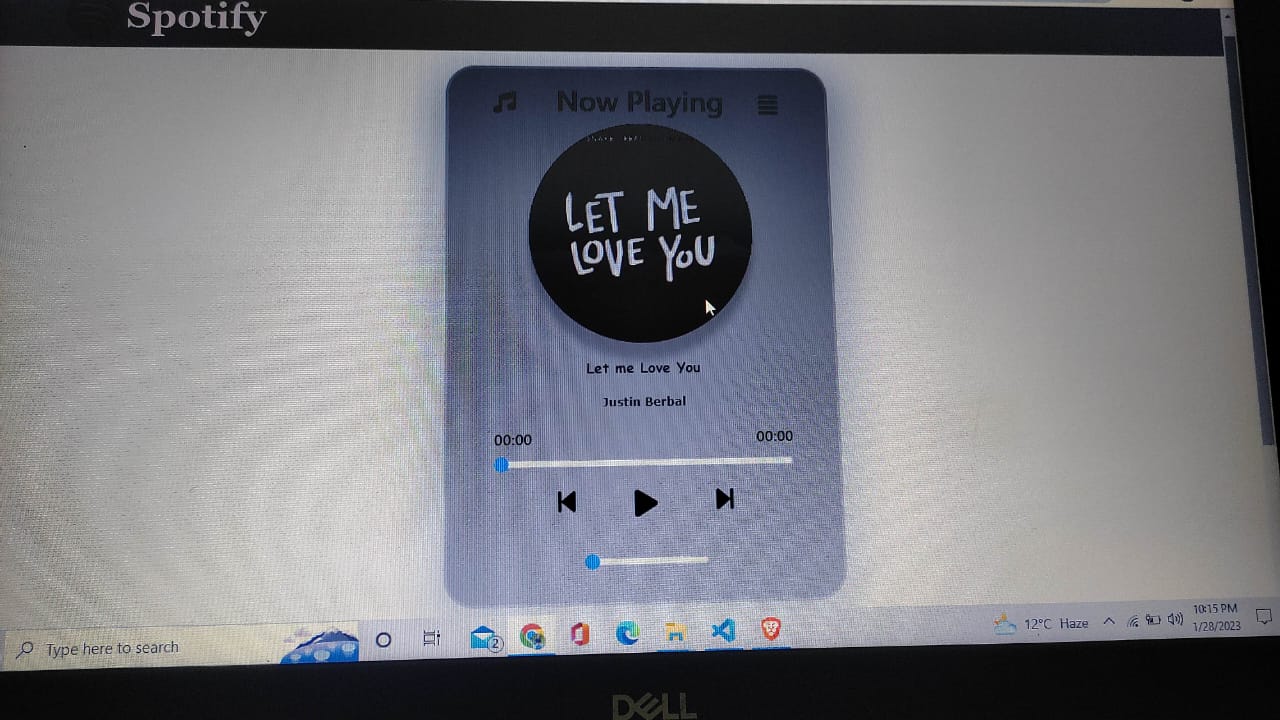 Spotify
Now Playing
LET ME
LOVE YOU
Let me Love You
Justin Berbal
00:00 00:00
Type here to search
2
12°C Haze
10:15 PM
1/28/2023
DELL